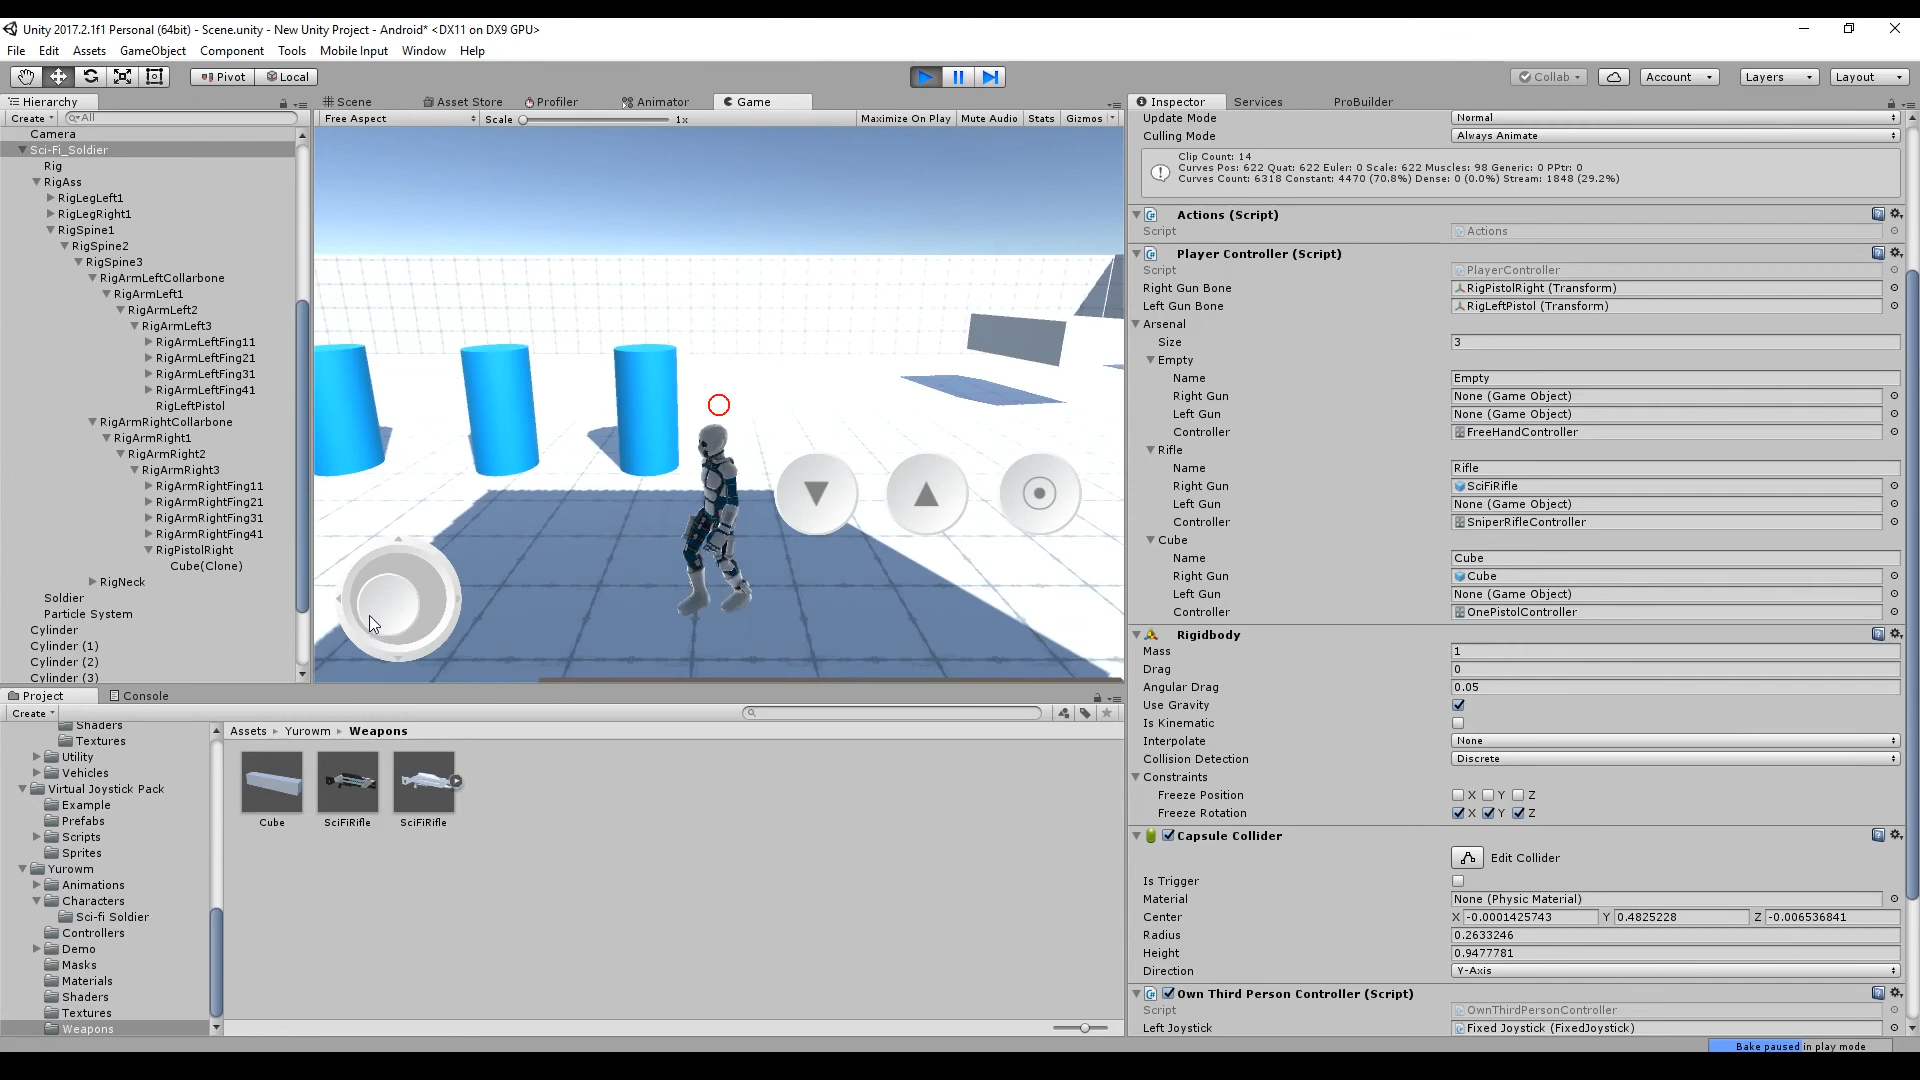 Unity 2017.2.1f1 Personal (64bit) - Scene.unity - New Unity Project - Android* <DX11 on DX9 GPU>
File Edit Assets GameObject Component Tools Mobile Input Window Help
Pivot Local Collab Account Layers Layout
Hierarchy
Create All
Camera
Sci-Fi_Soldier
Rig
RigAss
RigLegLeft1
RigLegRight1
RigSpine1
RigSpine2
RigSpine3
RigArmLeftCollarbone
RigArmLeft1
RigArmLeft2
RigArmLeft3
RigArmLeftFing11
RigArmLeftFing21
RigArmLeftFing31
RigArmLeftFing41
RigLeftPistol
RigArmRightCollarbone
RigArmRight1
RigArmRight2
RigArmRight3
RigArmRightFing11
RigArmRightFing21
RigArmRightFing31
RigArmRightFing41
RigPistolRight
Cube(Clone)
RigNeck
Soldier
Particle System
Cylinder
Cylinder (1)
Cylinder (2)
Cylinder (3)
Scene Asset Store Profiler Animator Game
Free Aspect Scale 1x Maximize On Play Mute Audio Stats Gizmos
Inspector Services ProBuilder
Update Mode Normal
Culling Mode Always Animate
Clip Count: 14
Curves Pos: 622 Quat: 622 Euler: 0 Scale: 622 Muscles: 98 Generic: 0 PPtr: 0
Curves Count: 6318 Constant: 4470 (70.8%) Dense: 0 (0.0%) Stream: 1848 (29.2%)
Actions (Script)
Script Actions
Player Controller (Script)
Script PlayerController
Right Gun Bone RigPistolRight (Transform)
Left Gun Bone RigLeftPistol (Transform)
Arsenal
Size 3
Empty
Name Empty
Right Gun None (Game Object)
Left Gun None (Game Object)
Controller FreeHandController
Rifle
Name Rifle
Right Gun SciFiRifle
Left Gun None (Game Object)
Controller SniperRifleController
Cube
Name Cube
Right Gun Cube
Left Gun None (Game Object)
Controller OnePistolController
Rigidbody
Mass 1
Drag 0
Angular Drag 0.05
Use Gravity
Is Kinematic
Interpolate None
Collision Detection Discrete
Constraints
Freeze Position X Y Z
Freeze Rotation X Y Z
Capsule Collider
Edit Collider
Is Trigger
Material None (Physic Material)
Center X -0.0001425743 Y 0.4825228 Z -0.006536841
Radius 0.2633246
Height 0.9477781
Direction Y-Axis
Own Third Person Controller (Script)
Script OwnThirdPersonController
Left Joystick Fixed Joystick (FixedJoystick)
Project Console
Create
Shaders
Textures
Utility
Vehicles
Virtual Joystick Pack
Example
Prefabs
Scripts
Sprites
Yurowm
Animations
Characters
Sci-fi Soldier
Controllers
Demo
Masks
Materials
Shaders
Textures
Weapons
Assets Yurowm Weapons
Cube SciFiRifle SciFiRifle
Bake paused in play mode